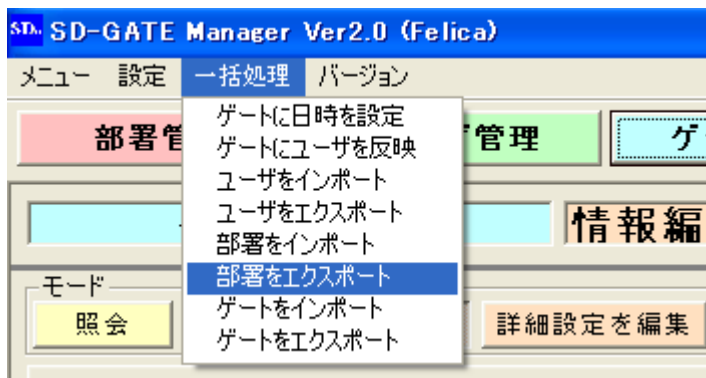 SD-GATE Manager Ver2.0 (Felica)
メニュー 設定 一括処理 バージョン
部署管 管理 ゲ
ゲートに日時を設定
ゲートにユーザを反映
ユーザをインポート
ユーザをエクスポート
部署をインポート
部署をエクスポート
ゲートをインポート
ゲートをエクスポート
情報編
モード
照会 詳細設定を編集